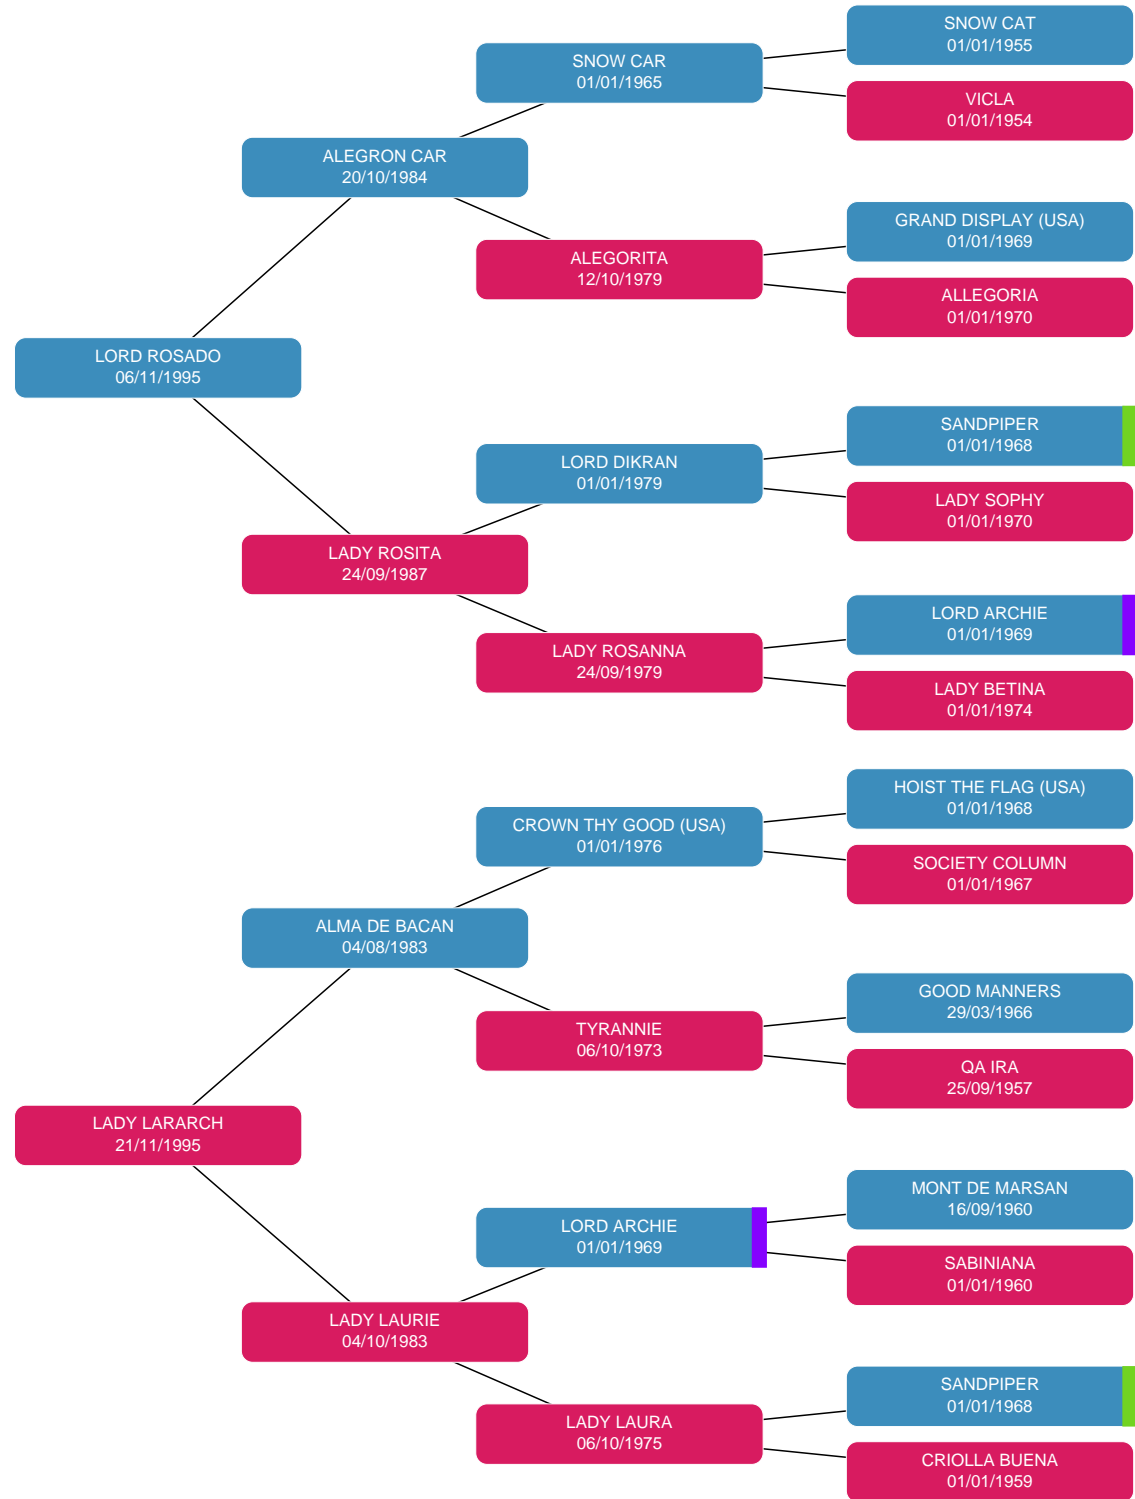 SNOW CAT
01/01/1955
SNOW CAR
01/01/1965
VICLA
01/01/1954
ALEGRON CAR
20/10/1984
GRAND DISPLAY (USA)
01/01/1969
ALEGORITA
12/10/1979
ALLEGORIA
01/01/1970
LORD ROSADO
06/11/1995
SANDPIPER
01/01/1968
LORD DIKRAN
01/01/1979
LADY SOPHY
01/01/1970
LADY ROSITA
24/09/1987
LORD ARCHIE
01/01/1969
LADY ROSANNA
24/09/1979
LADY BETINA
01/01/1974
HOIST THE FLAG (USA)
01/01/1968
CROWN THY GOOD (USA)
01/01/1976
SOCIETY COLUMN
01/01/1967
ALMA DE BACAN
04/08/1983
GOOD MANNERS
29/03/1966
TYRANNIE
06/10/1973
QA IRA
25/09/1957
LADY LARARCH
21/11/1995
MONT DE MARSAN
16/09/1960
LORD ARCHIE
01/01/1969
SABINIANA
01/01/1960
LADY LAURIE
04/10/1983
SANDPIPER
01/01/1968
LADY LAURA
06/10/1975
CRIOLLA BUENA
01/01/1959